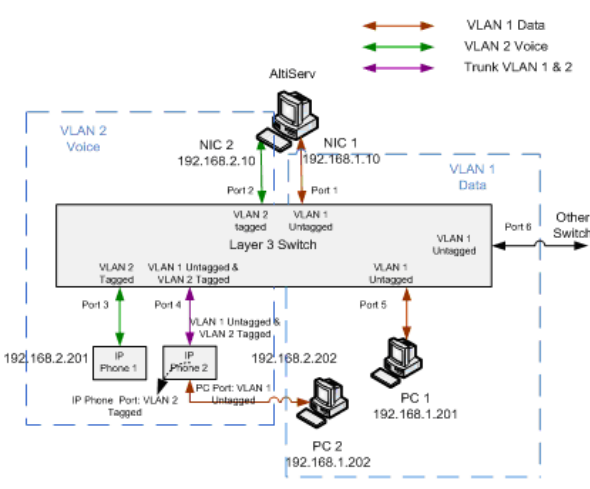 VLAN 1 Data
VLAN 2 Voice
Trunk VLAN 1 & 2
AltiServ
VLAN 2
Voice
NIC 2
192.168.2.10
NIC 1
192.168.1.10
VLAN 1
Data
Port 2
Port 1
VLAN 2
tagged
VLAN 1
Untagged
Layer 3 Switch
VLAN 1
Untagged
Port 6
Other
Switch
VLAN 2
Tagged
VLAN 1 Untagged &
VLAN 2 Tagged
VLAN 1
Untagged
Port 3
Port 4
Port 5
VLAN 1 Untagged &
VLAN 2 Tagged
192.168.2.201
IP
Phone 1
IP
Phone 2
192.168.2.202
PC 1
192.168.1.201
IP Phone Port: VLAN 2
Tagged
PC Port: VLAN 1
Untagged
PC 2
192.168.1.202